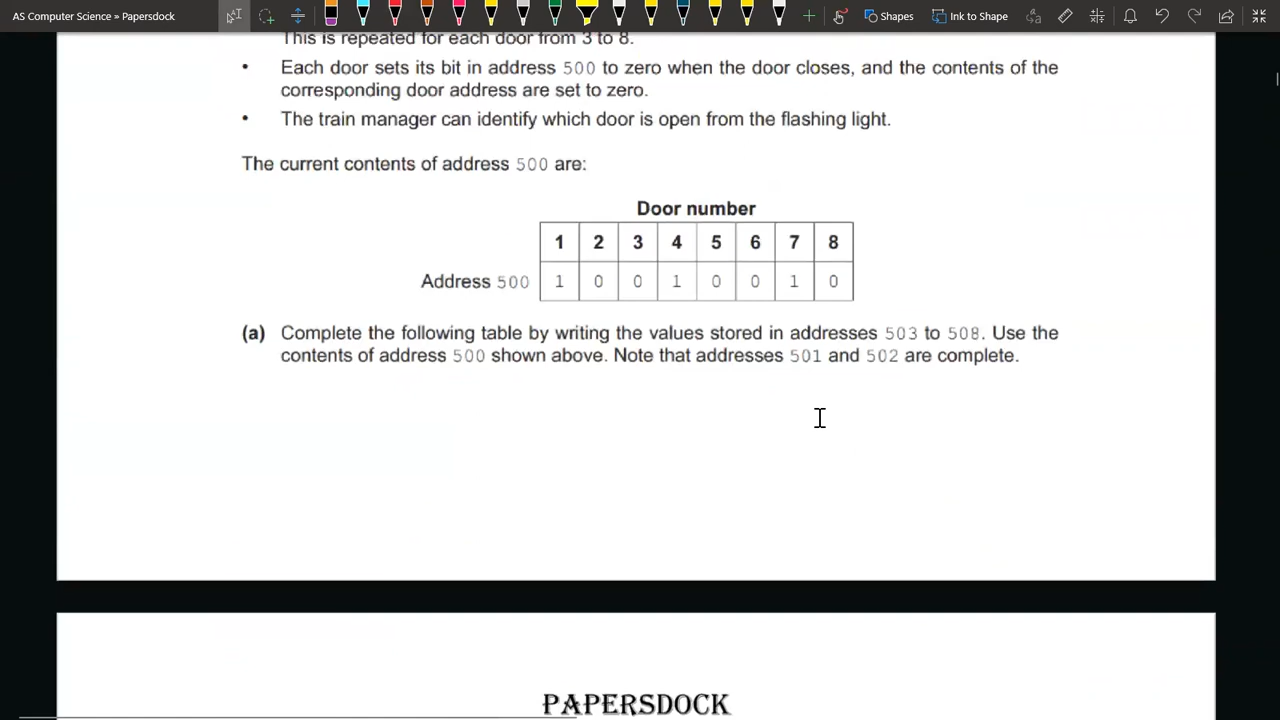 AS Computer Science » Papersdock
Shapes
Ink to Shape
This is repeated for each door from 3 to 8.
• Each door sets its bit in address 500 to zero when the door closes, and the contents of the
corresponding door address are set to zero.
• The train manager can identify which door is open from the flashing light.
The current contents of address 500 are:
Door number
1 2 3 4 5 6 7 8
Address 500 1 0 0 1 0 0 1 0
(a) Complete the following table by writing the values stored in addresses 503 to 508. Use the
contents of address 500 shown above. Note that addresses 501 and 502 are complete.
PAPERSDOCK